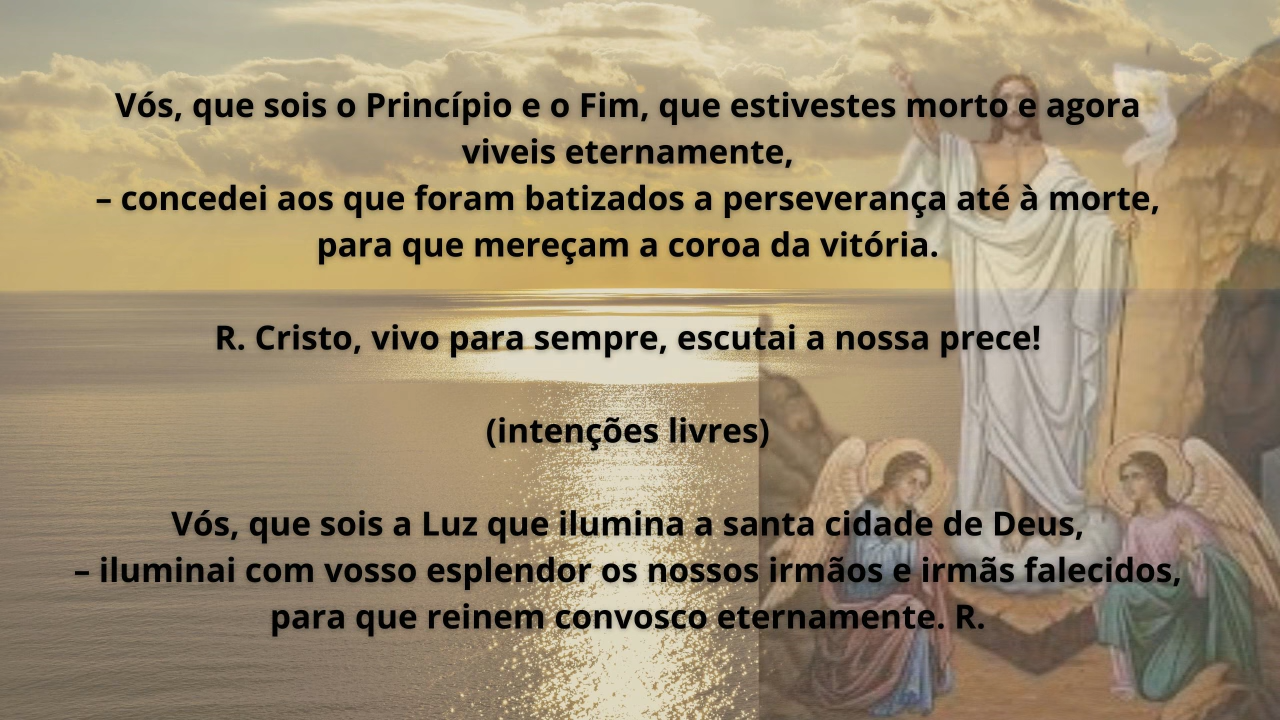 Vós, que sois o Princípio e o Fim, que estivestes morto e agora
viveis eternamente,
– concedei aos que foram batizados a perseverança até à morte,
para que mereçam a coroa da vitória.
R. Cristo, vivo para sempre, escutai a nossa prece!
(intenções livres)
Vós, que sois a Luz que ilumina a santa cidade de Deus,
– iluminai com vosso esplendor os nossos irmãos e irmãs falecidos,
para que reinem convosco eternamente. R.